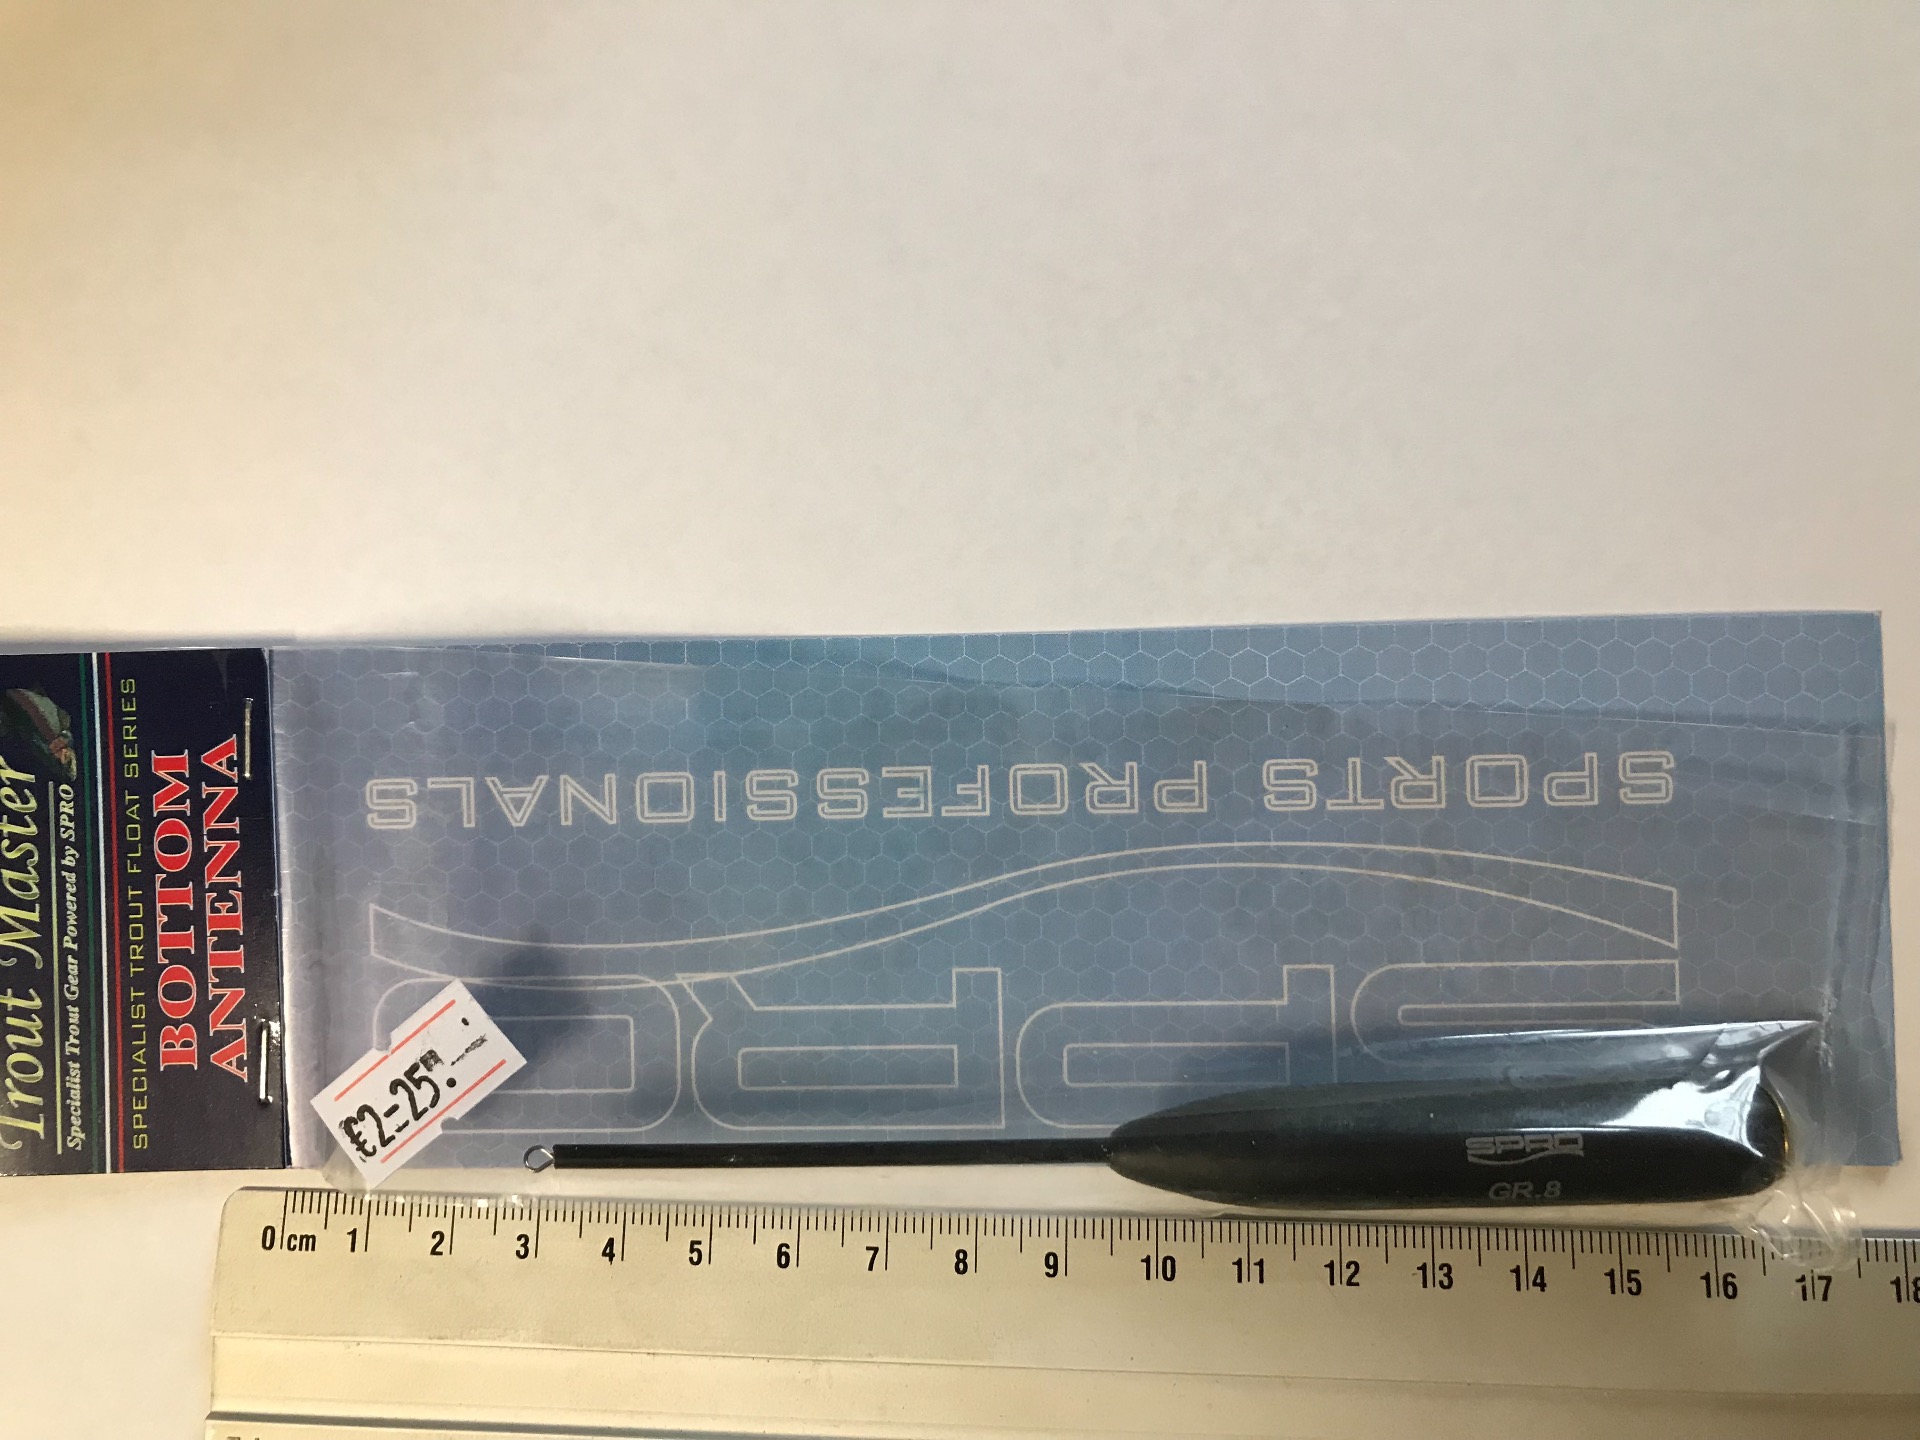 Trout Master
Specialist Trout Gear Powered by SPRO
SPECIALIST TROUT FLOAT SERIES
BOTTOM
ANTENNA
€2-25.-
SPORTS PROFESSIONALS
SPRO
SPRO
GR.8
0 cm 1 2 3 4 5 6 7 8 9 10 11 12 13 14 15 16 17 18